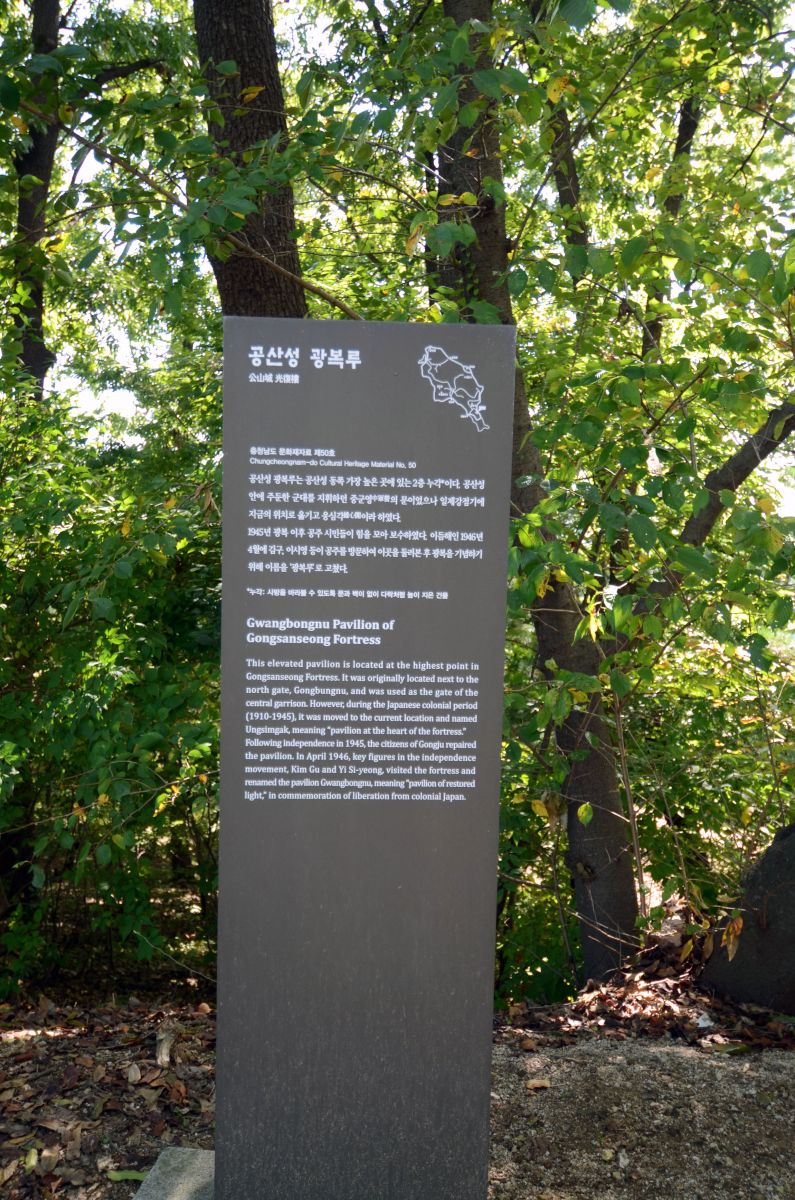 공산성 광복루
公山城 光復樓
충청남도 문화재자료 제50호
Chungcheongnam-do Cultural Heritage Material No, 50
공산성 광복루는 공산성 동쪽 가장 높은 곳에 있는 2층 누각*이다. 공산성
안에 주둔한 군대를 지휘하던 중군영中軍營의 문이었으나 일제강점기에
지금의 위치로 옮기고 웅심각雄心閣이라 하였다.
1945년 광복 이후 공주 시민들이 힘을 모아 보수하였다. 이듬해인 1946년
4월에 김구, 이시영 등이 공주를 방문하여 이곳을 둘러본 후 광복을 기념하기
위해 이름을 '광복루'로 고쳤다.
*누각: 사방을 바라볼 수 있도록 문과 벽이 없이 다락처럼 높이 지은 건물
Gwangbongnu Pavilion of
Gongsanseong Fortress
This elevated pavilion is located at the highest point in
Gongsanseong Fortress. It was originally located next to the
north gate, Gongbungnu, and was used as the gate of the
central garrison. However, during the Japanese colonial period
(1910-1945), it was moved to the current location and named
Ungsimgak, meaning "pavilion at the heart of the fortress."
Following independence in 1945, the citizens of Gongju repaired
the pavilion. In April 1946, key figures in the independence
movement, Kim Gu and Yi Si-yeong, visited the fortress and
renamed the pavilion Gwangbongnu, meaning "pavilion of restored
light," in commemoration of liberation from colonial Japan.